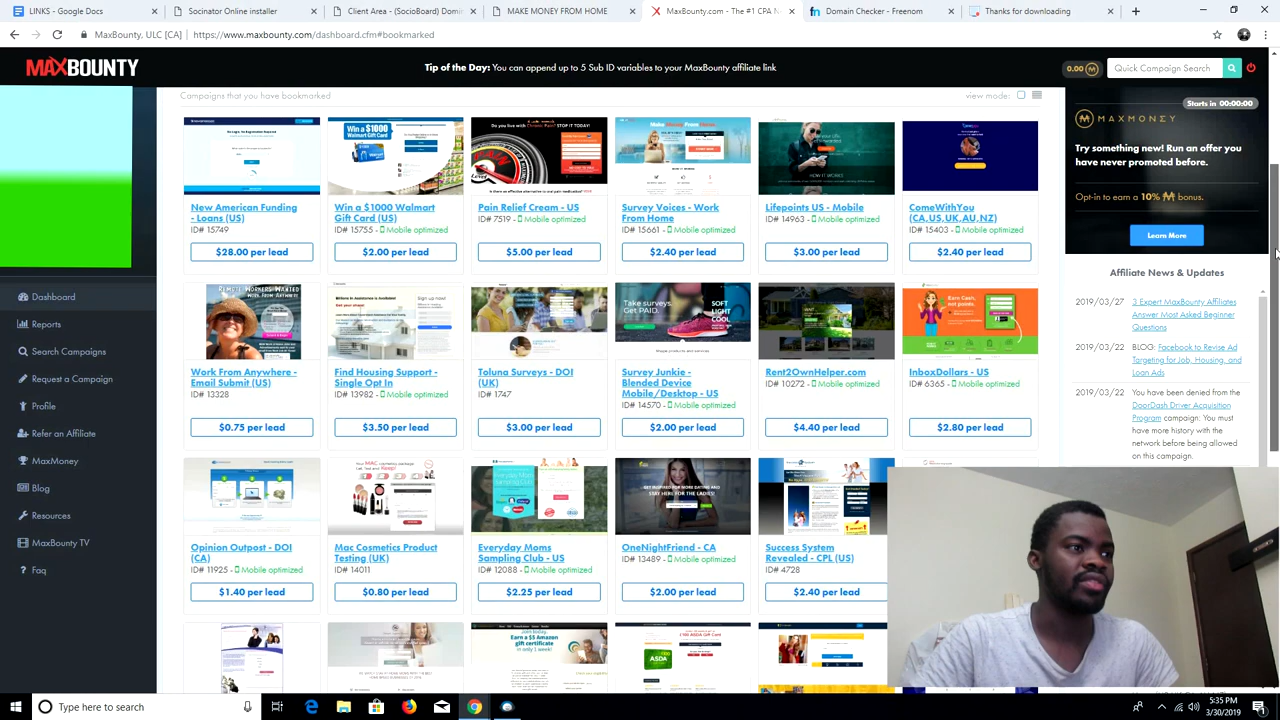 LINKS - Google Docs
Socinator Online installer
Client Area - (SocioBoard) Domi
MAKE MONEY FROM HOME
MaxBounty.com - The #1 CPA N
Domain Checker - Freenom
Thanks for downloading
MaxBounty, ULC [CA]
https://www.maxbounty.com/dashboard.cfm#bookmarked
MAXBOUNTY
Tip of the Day: You can append up to 5 Sub ID variables to your MaxBounty affiliate link
0.00
Quick Campaign Search...
Campaigns that you have bookmarked
view mode:
New American Funding
- Loans (US)
ID# 15749
$28.00 per lead
Win a $1000 Walmart
Gift Card (US)
ID# 15755 - Mobile optimized
$2.00 per lead
Pain Relief Cream - US
ID# 7519 - Mobile optimized
$5.00 per lead
Survey Voices - Work
From Home
ID# 15661 - Mobile optimized
$2.40 per lead
Lifepoints US - Mobile
ID# 14963 - Mobile optimized
$3.00 per lead
ComeWithYou
(CA,US,UK,AU,NZ)
ID# 15403 - Mobile optimized
$2.40 per lead
Work From Anywhere -
Email Submit (US)
ID# 13328
$0.75 per lead
Find Housing Support -
Single Opt In
ID# 13982 - Mobile optimized
$3.50 per lead
Toluna Surveys - DOI
(UK)
ID# 1747
$3.00 per lead
Take surveys.
Get PAID.
SOFT
LIGHT
COOL
Survey Junkie -
Blended Device
Mobile/Desktop - US
ID# 14570 - Mobile optimized
$2.00 per lead
Rent2OwnHelper.com
ID# 10272 - Mobile optimized
$4.40 per lead
Earn Cash,
not points.
InboxDollars - US
ID# 6365 - Mobile optimized
$2.80 per lead
Opinion Outpost - DOI
(CA)
ID# 11925 - Mobile optimized
$1.40 per lead
Mac Cosmetics Product
Testing (UK)
ID# 14011
$0.80 per lead
Everyday Moms
Sampling Club - US
ID# 12088 - Mobile optimized
$2.25 per lead
OneNightFriend - CA
ID# 13489 - Mobile optimized
$2.00 per lead
Success System
Revealed - CPL (US)
ID# 4728
$2.40 per lead
Dashboard
Reports
Search Campaigns
Request a Campaign
Profile
Refer an Affiliate
MaxMoney
Blog
Resources
MaxBounty TV
Faq
Starts in 00:00:00
MAXMONEY
Try something new! Run an offer you
have never promoted before.
Opt-in to earn a 10% bonus.
Learn More
Affiliate News & Updates
2019/03/27
3 Expert MaxBounty Affiliates
Answer Most Asked Beginner
Questions
2019/03/22
BLOG: Facebook to Revise Ad
Targeting for Job, Housing, and
Loan Ads
2019/03/22
You have been denied from the
DoorDash Driver Acquisition
Program campaign: You must
have more history with the
network before being allowed
on this campaign.
Type here to search
5:35 PM
3/30/2019